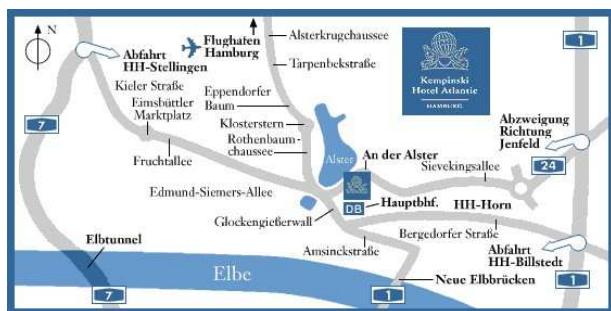 N
Flughafen
Hamburg
Alsterkrugchaussee
Tarpenbekstraße
Abfahrt
HH-Stellingen
Kieler Straße
Eimsbüttler
Marktplatz
Eppendorfer
Baum
Klosterstern
Rothenbaum-
chaussee
Fruchtallee
Kempinski
Hotel Atlantic
HAMBURG
1
Abzweigung
Richtung
Jenfeld
24
7
Alster
An der Alster
Sievekingsallee
Edmund-Siemers-Allee
DB
Hauptbhf.
HH-Horn
Glockengießerwall
Bergedorfer Straße
Elbtunnel
Amsinckstraße
Abfahrt
HH-Billstedt
Elbe
Neue Elbbrücken
7
1
1